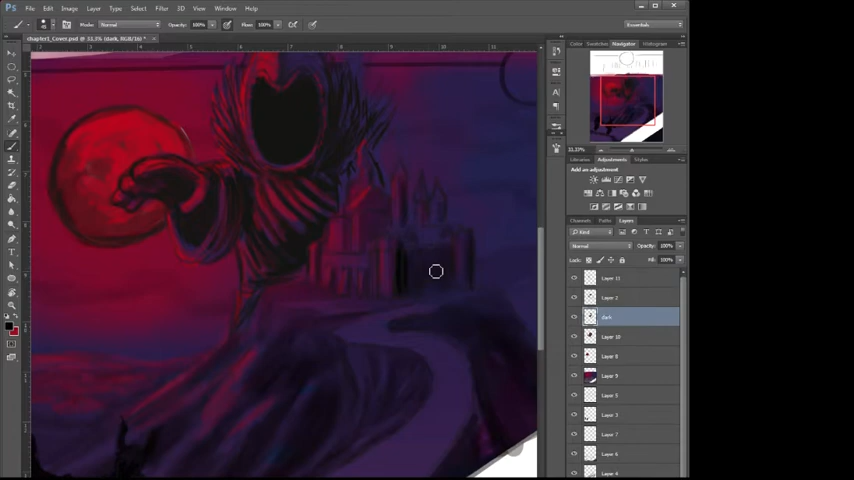 Ps File Edit Image Layer Type Select Filter 3D View Window Help
Mode: Normal Opacity: 100% Flow: 100% Essentials
chapter1_Cover.psd @ 33.3% (dark, RGB/16) *
Color Swatches Navigator Histogram
33.33%
Libraries Adjustments Styles
Add an adjustment
Channels Paths Layers
Kind
Normal Opacity: 100%
Lock: Fill: 100%
Layer 11
Layer 2
dark
Layer 10
Layer 8
Layer 9
Layer 5
Layer 3
Layer 7
Layer 6
Layer 4